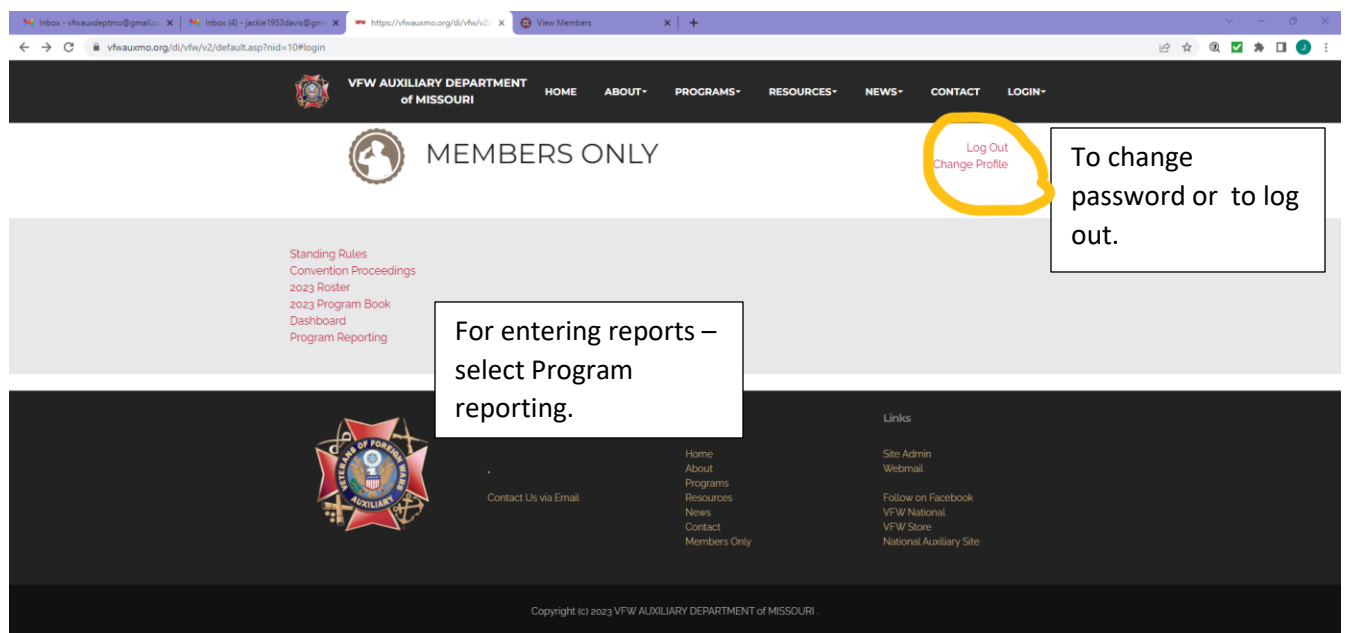 Inbox - vfwauxdeptmo@gmail.c
Inbox (4) - jackie1953davis@gm
https://vfwauxmo.org/di/vfw/v2/
View Members
vfwauxmo.org/di/vfw/v2/default.asp?nid=10#login
J
VFW AUXILIARY DEPARTMENT
of MISSOURI
HOME ABOUT PROGRAMS RESOURCES NEWS CONTACT LOGIN
MEMBERS ONLY
Log Out
Change Profile
To change
password or to log
out.
Standing Rules
Convention Proceedings
2023 Roster
2023 Program Book
Dashboard
Program Reporting
For entering reports –
select Program
reporting.
VETERANS OF FOREIGN WARS
AUXILIARY
.
Contact Us via Email
Home
About
Programs
Resources
News
Contact
Members Only
Links
Site Admin
Webmail
Follow on Facebook
VFW National
VFW Store
National Auxiliary Site
Copyright (c) 2023 VFW AUXILIARY DEPARTMENT of MISSOURI .